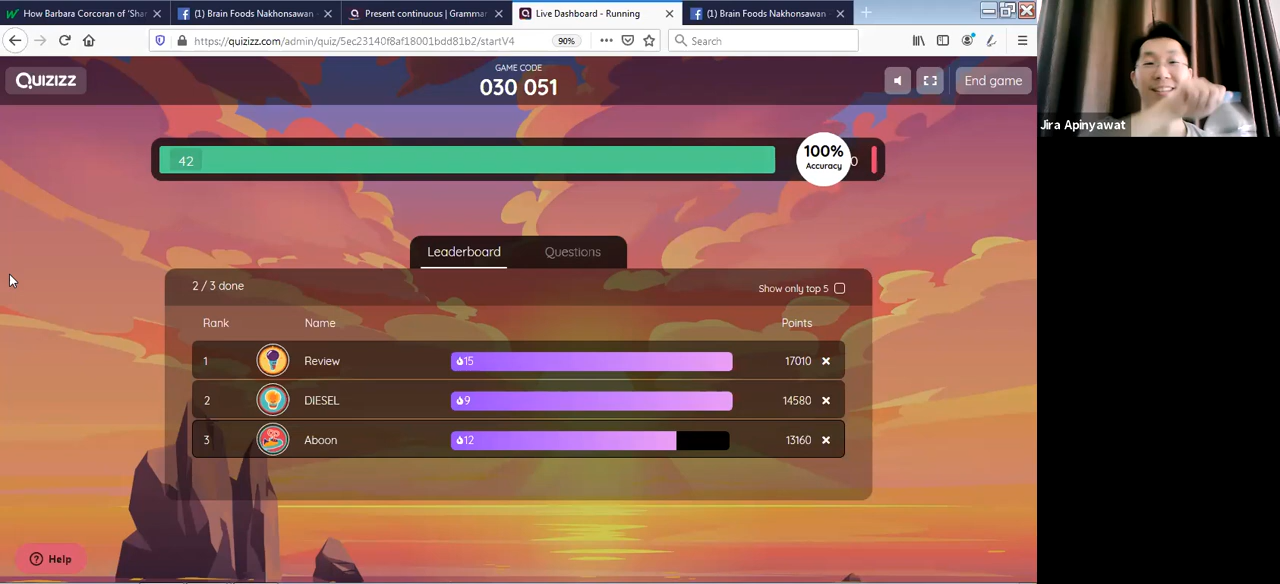 How Barbara Corcoran of 'Shar
(1) Brain Foods Nakhonsawan -
Present continuous | Grammar
Live Dashboard - Running
(1) Brain Foods Nakhonsawan
https://quizizz.com/admin/quiz/5ec23140f8af18001bdd81b2/startV4
90%
Search
Quizizz
GAME CODE
030 051
End game
Jira Apinyawat
42
100%
Accuracy
0
Leaderboard
Questions
2 / 3 done
Show only top 5
Rank
Name
Points
1
Review
15
17010
2
DIESEL
9
14580
3
Aboon
12
13160
Help